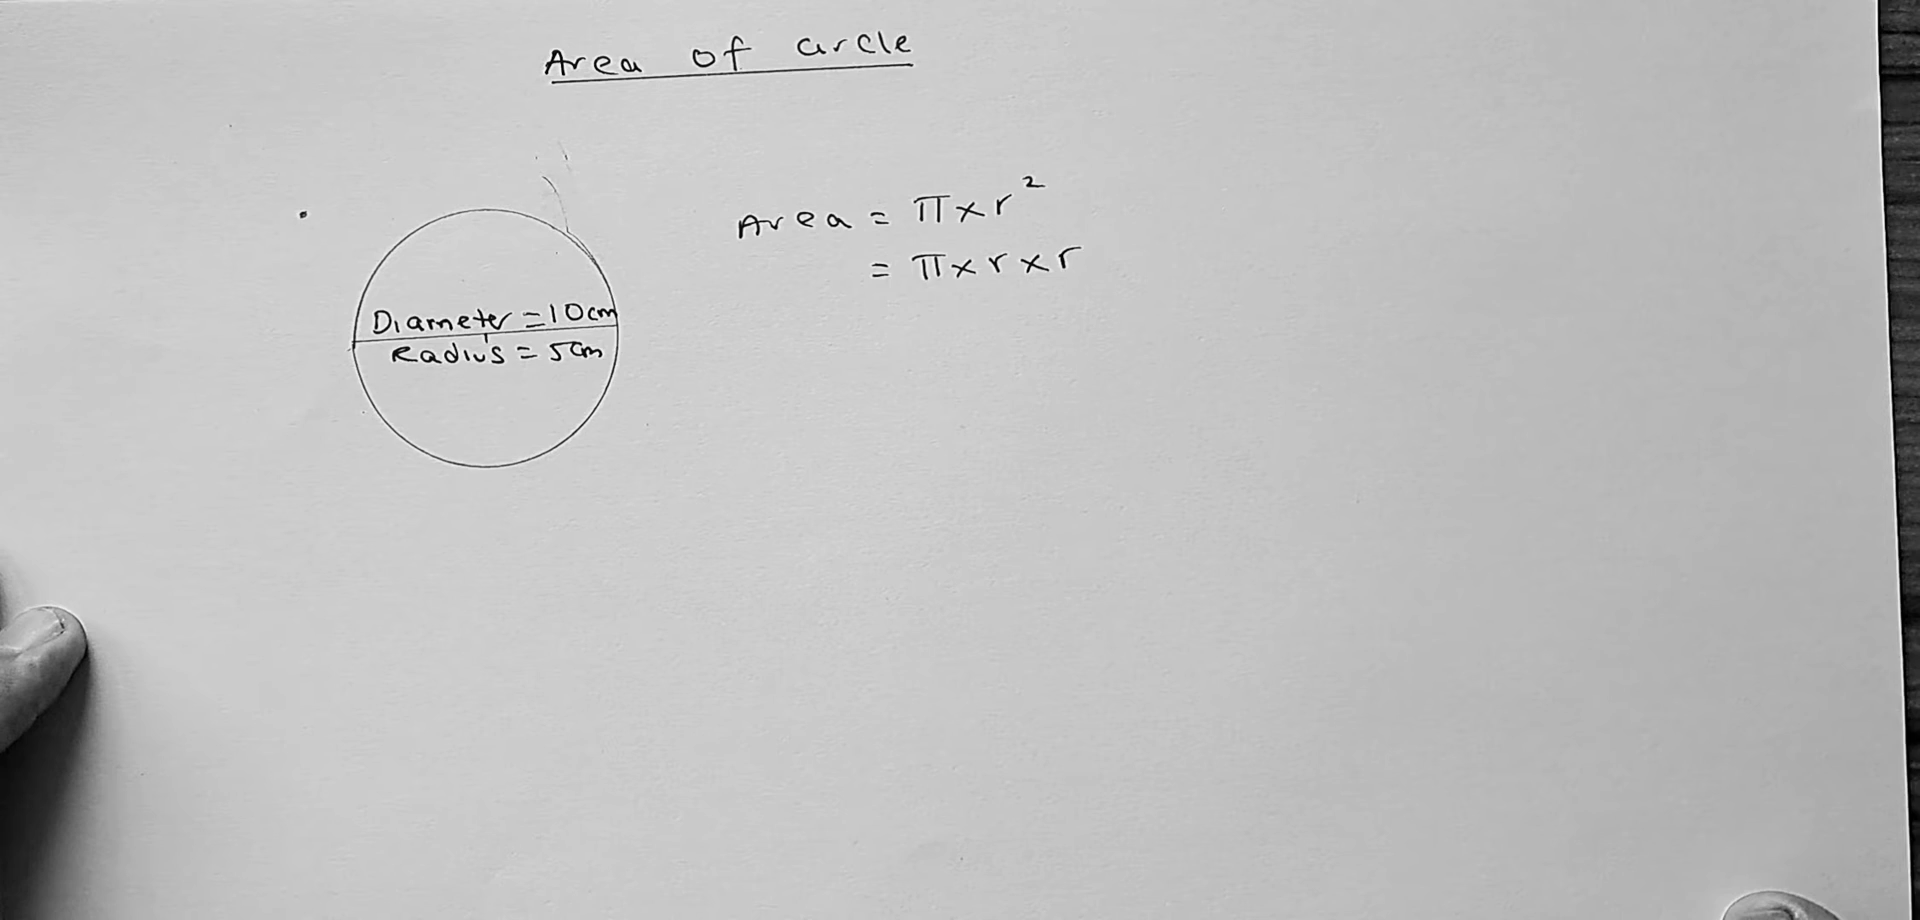 Area of circle
Diameter = 10cm
Radius = 5cm
Area = π × r²
= π × r × r